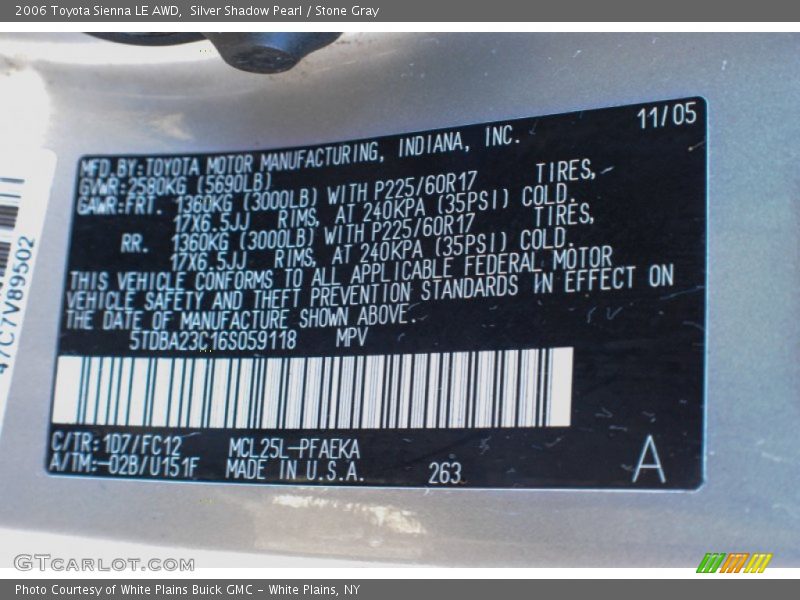 2006 Toyota Sienna LE AWD,  Silver Shadow Pearl / Stone Gray
11/05
MFD.BY:TOYOTA MOTOR MANUFACTURING, INDIANA, INC.
GVWR:2580KG (5690LB)
GAWR:FRT. 1360KG (3000LB) WITH P225/60R17 TIRES,
17X6.5JJ RIMS, AT 240KPA (35PSI) COLD.
RR. 1360KG (3000LB) WITH P225/60R17 TIRES,
17X6.5JJ RIMS, AT 240KPA (35PSI) COLD.
THIS VEHICLE CONFORMS TO ALL APPLICABLE FEDERAL MOTOR
VEHICLE SAFETY AND THEFT PREVENTION STANDARDS IN EFFECT ON
THE DATE OF MANUFACTURE SHOWN ABOVE.
5TDBA23C16S059118 MPV
C/TR: 1D7/FC12 MCL25L-PFAEKA
A/TM:-02B/U151F MADE IN U.S.A. 263
A
47C7V89502
GTCARLOT.COM
Photo Courtesy of White Plains Buick GMC - White Plains, NY